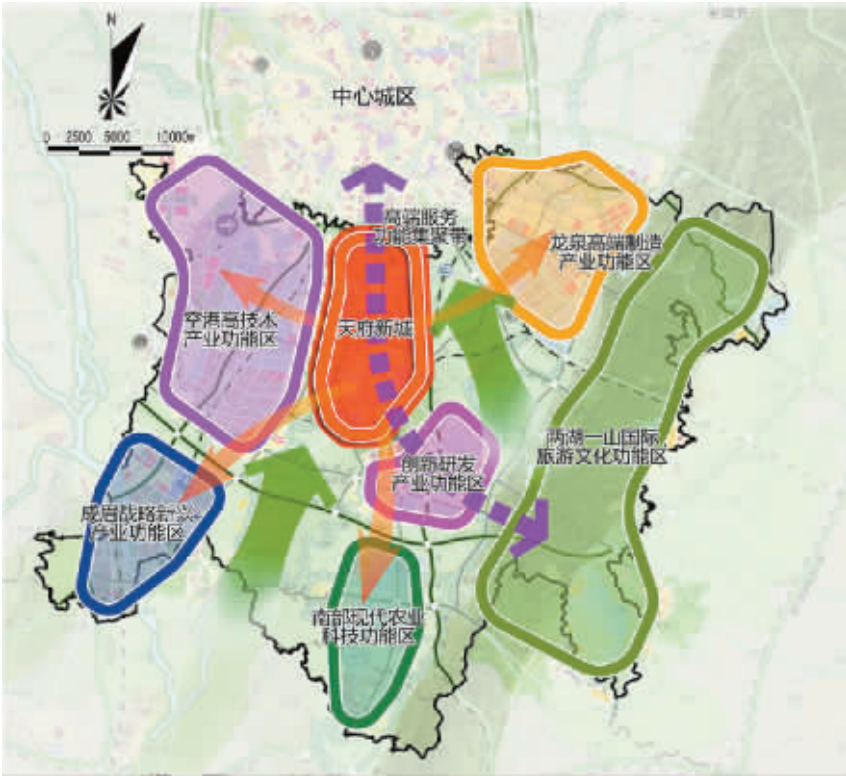 N
中心城区
0 2500 5000 10000m
高端服务
功能集聚带
龙泉高端制造
产业功能区
空港高技术
产业功能区
天府新城
两湖一山国际
旅游文化功能区
创新研发
产业功能区
成眉战略新兴
产业功能区
南部现代农业
科技功能区